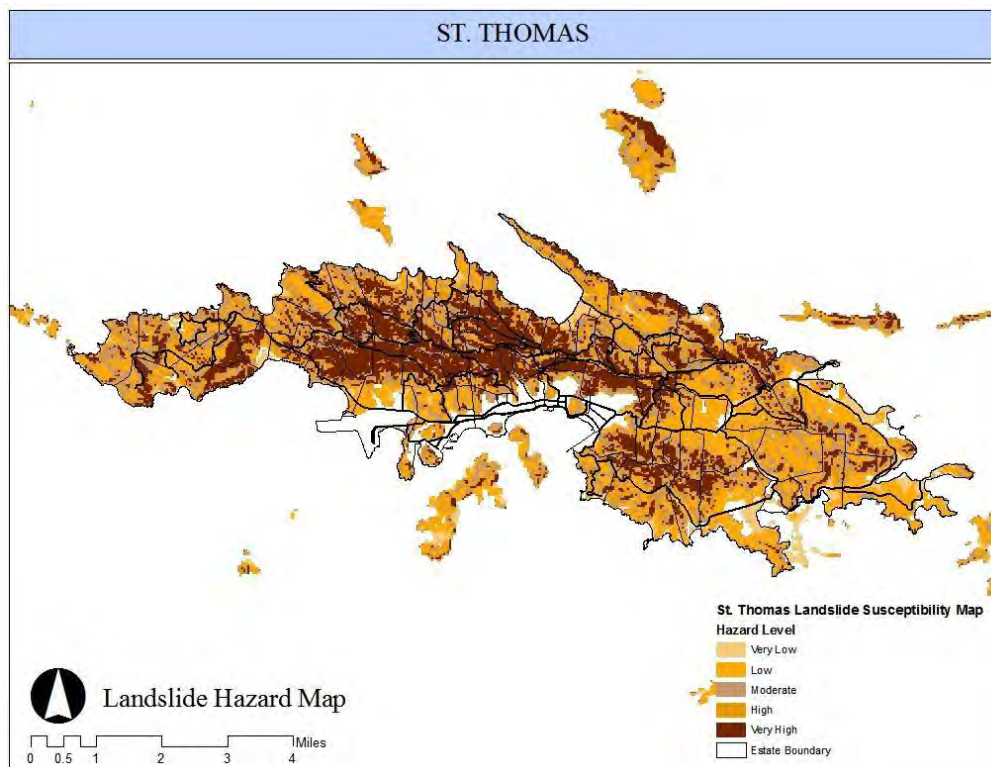 ST. THOMAS
St. Thomas Landslide Susceptibility Map
Hazard Level
Very Low
Low
Moderate
High
Very High
Estate Boundary
Landslide Hazard Map
Miles
0 0.5 1 2 3 4